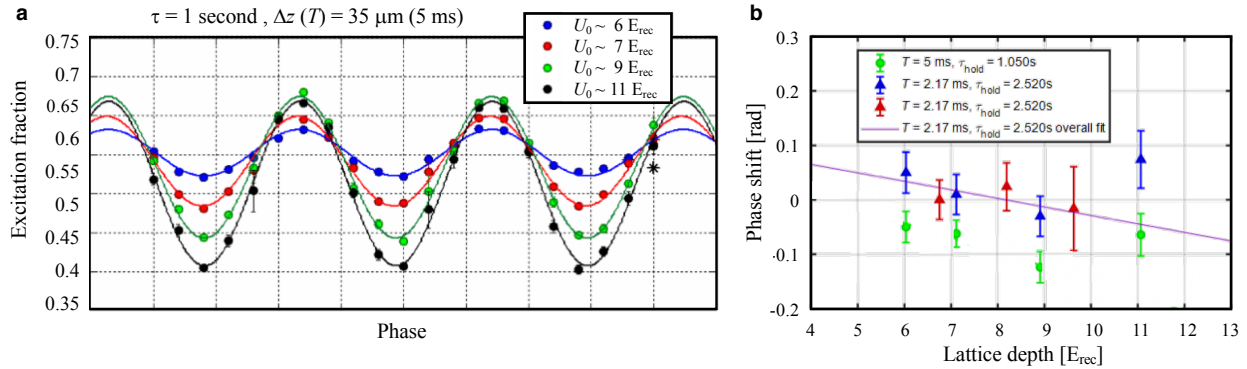 a
τ = 1 second , Δz (T) = 35 μm (5 ms)
U0 ~ 6 Erec
U0 ~ 7 Erec
U0 ~ 9 Erec
U0 ~ 11 Erec
0.75
0.7
0.65
0.6
0.55
0.5
0.45
0.4
0.35
Excitation fraction
Phase
b
T = 5 ms, τhold = 1.050s
T = 2.17 ms, τhold = 2.520s
T = 2.17 ms, τhold = 2.520s
T = 2.17 ms, τhold = 2.520s overall fit
0.3
0.2
0.1
0
-0.1
-0.2
Phase shift [rad]
4 5 6 7 8 9 10 11 12 13
Lattice depth [Erec]